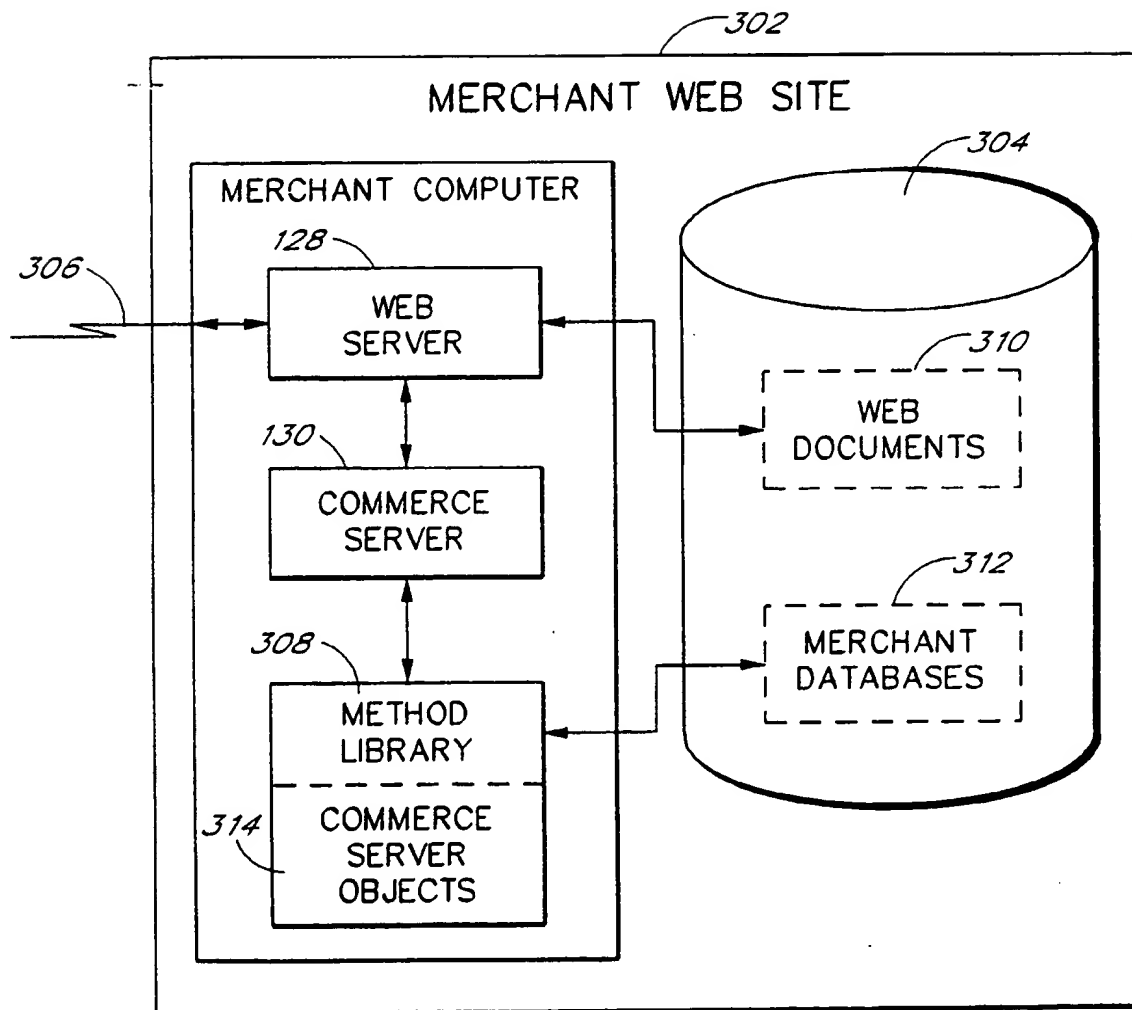 302
MERCHANT WEB SITE
304
MERCHANT COMPUTER
128
306
WEB
SERVER
310
WEB
DOCUMENTS
130
COMMERCE
SERVER
312
MERCHANT
DATABASES
308
METHOD
LIBRARY
314
COMMERCE
SERVER
OBJECTS